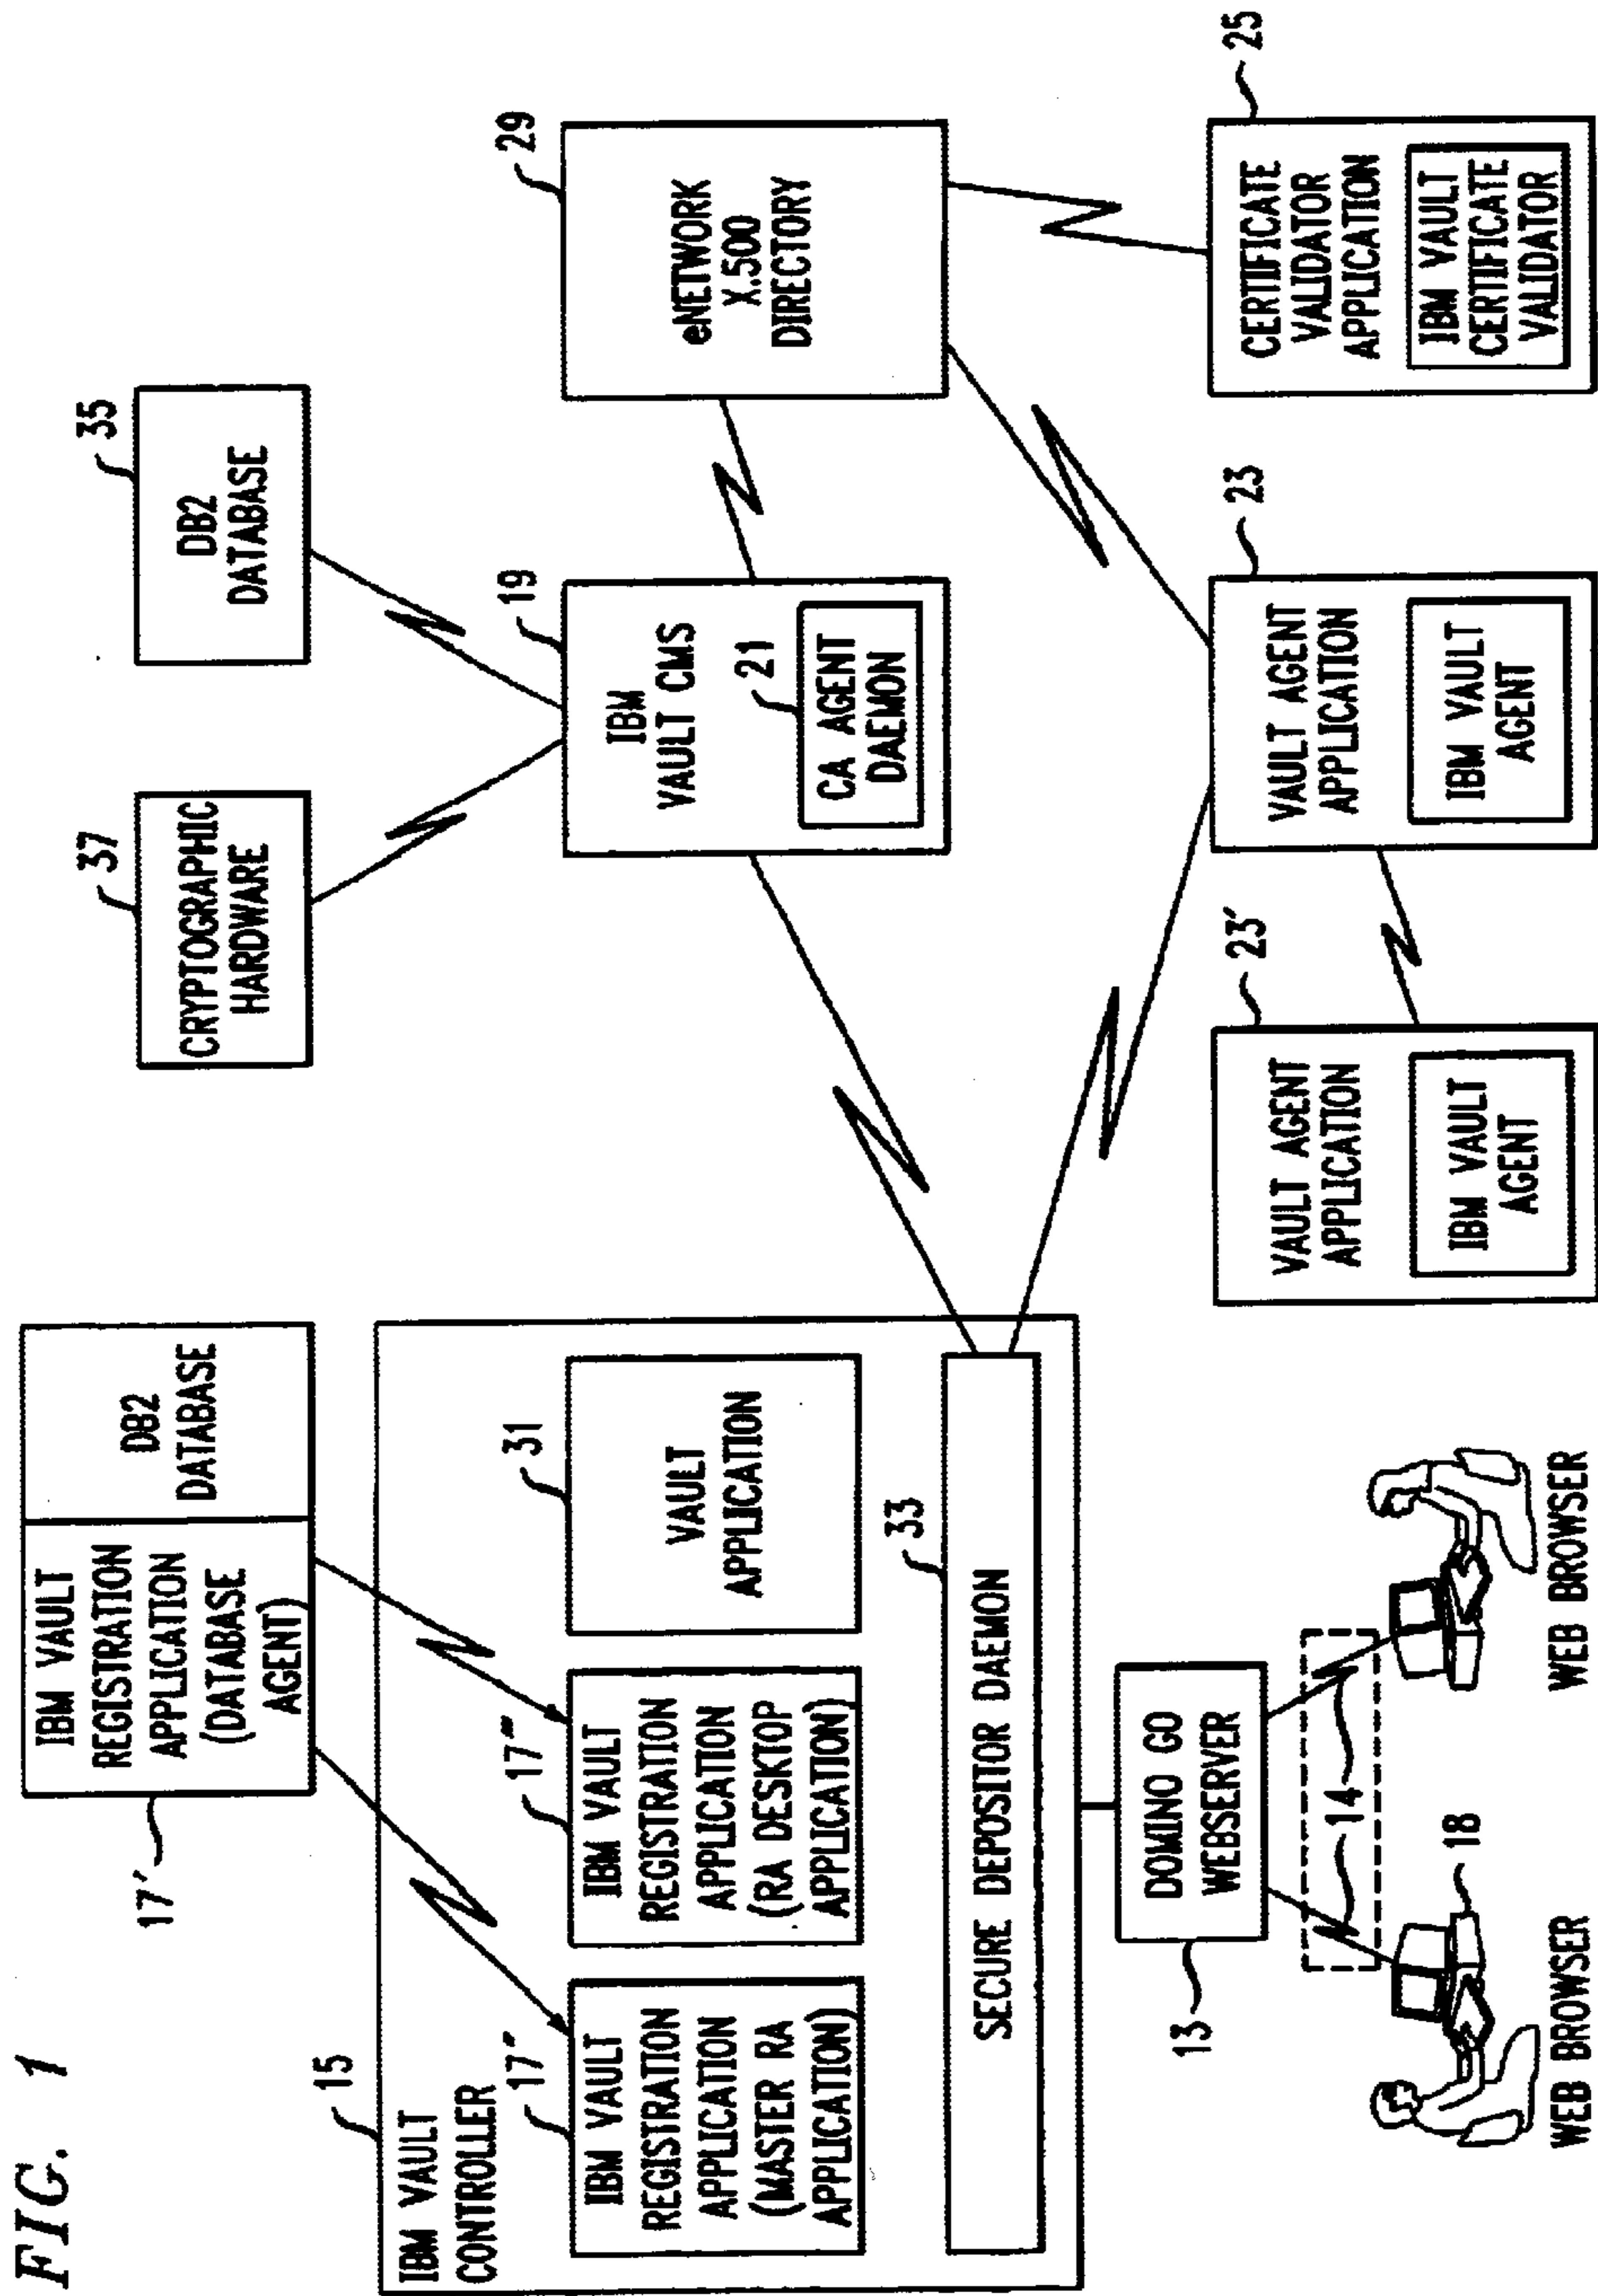 FIG. 1
17'
IBM VAULT
REGISTRATION
APPLICATION
(DATABASE
AGENT)
DB2
DATABASE
15
IBM VAULT
CONTROLLER
17"
IBM VAULT
REGISTRATION
APPLICATION
(MASTER RA
APPLICATION)
17"'
IBM VAULT
REGISTRATION
APPLICATION
(RA DESKTOP
APPLICATION)
31
VAULT
APPLICATION
33
SECURE DEPOSITOR DAEMON
13
DOMINO GO
WEBSERVER
14
18
WEB BROWSER
WEB BROWSER
37
CRYPTOGRAPHIC
HARDWARE
35
DB2
DATABASE
19
IBM
VAULT CMS
21
CA AGENT
DAEMON
29
eNETWORK
X.500
DIRECTORY
23'
VAULT AGENT
APPLICATION
IBM VAULT
AGENT
23
VAULT AGENT
APPLICATION
IBM VAULT
AGENT
25
CERTIFICATE
VALIDATOR
APPLICATION
IBM VAULT
CERTIFICATE
VALIDATOR